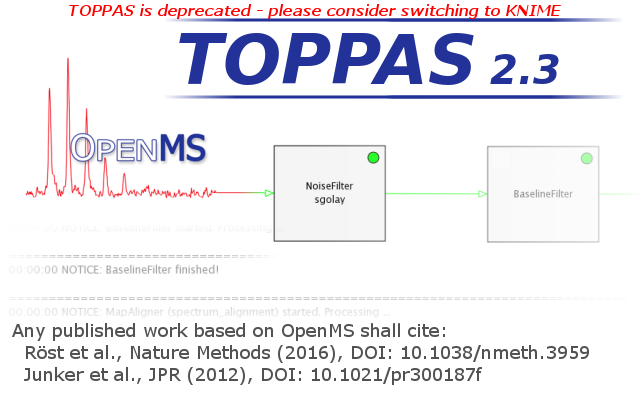 TOPPAS is deprecated - please consider switching to KNIME
TOPPAS 2.3
OPENMS
NoiseFilter
sgolay
BaselineFilter
00:00:00 NOTICE: BaselineFilter started. Processing ...
==================================
00:00:00 NOTICE: BaselineFilter finished!
==================================
00:00:00 NOTICE: MapAligner (spectrum_alignment) started. Processing ...
Any published work based on OpenMS shall cite:
Röst et al., Nature Methods (2016), DOI: 10.1038/nmeth.3959
Junker et al., JPR (2012), DOI: 10.1021/pr300187f